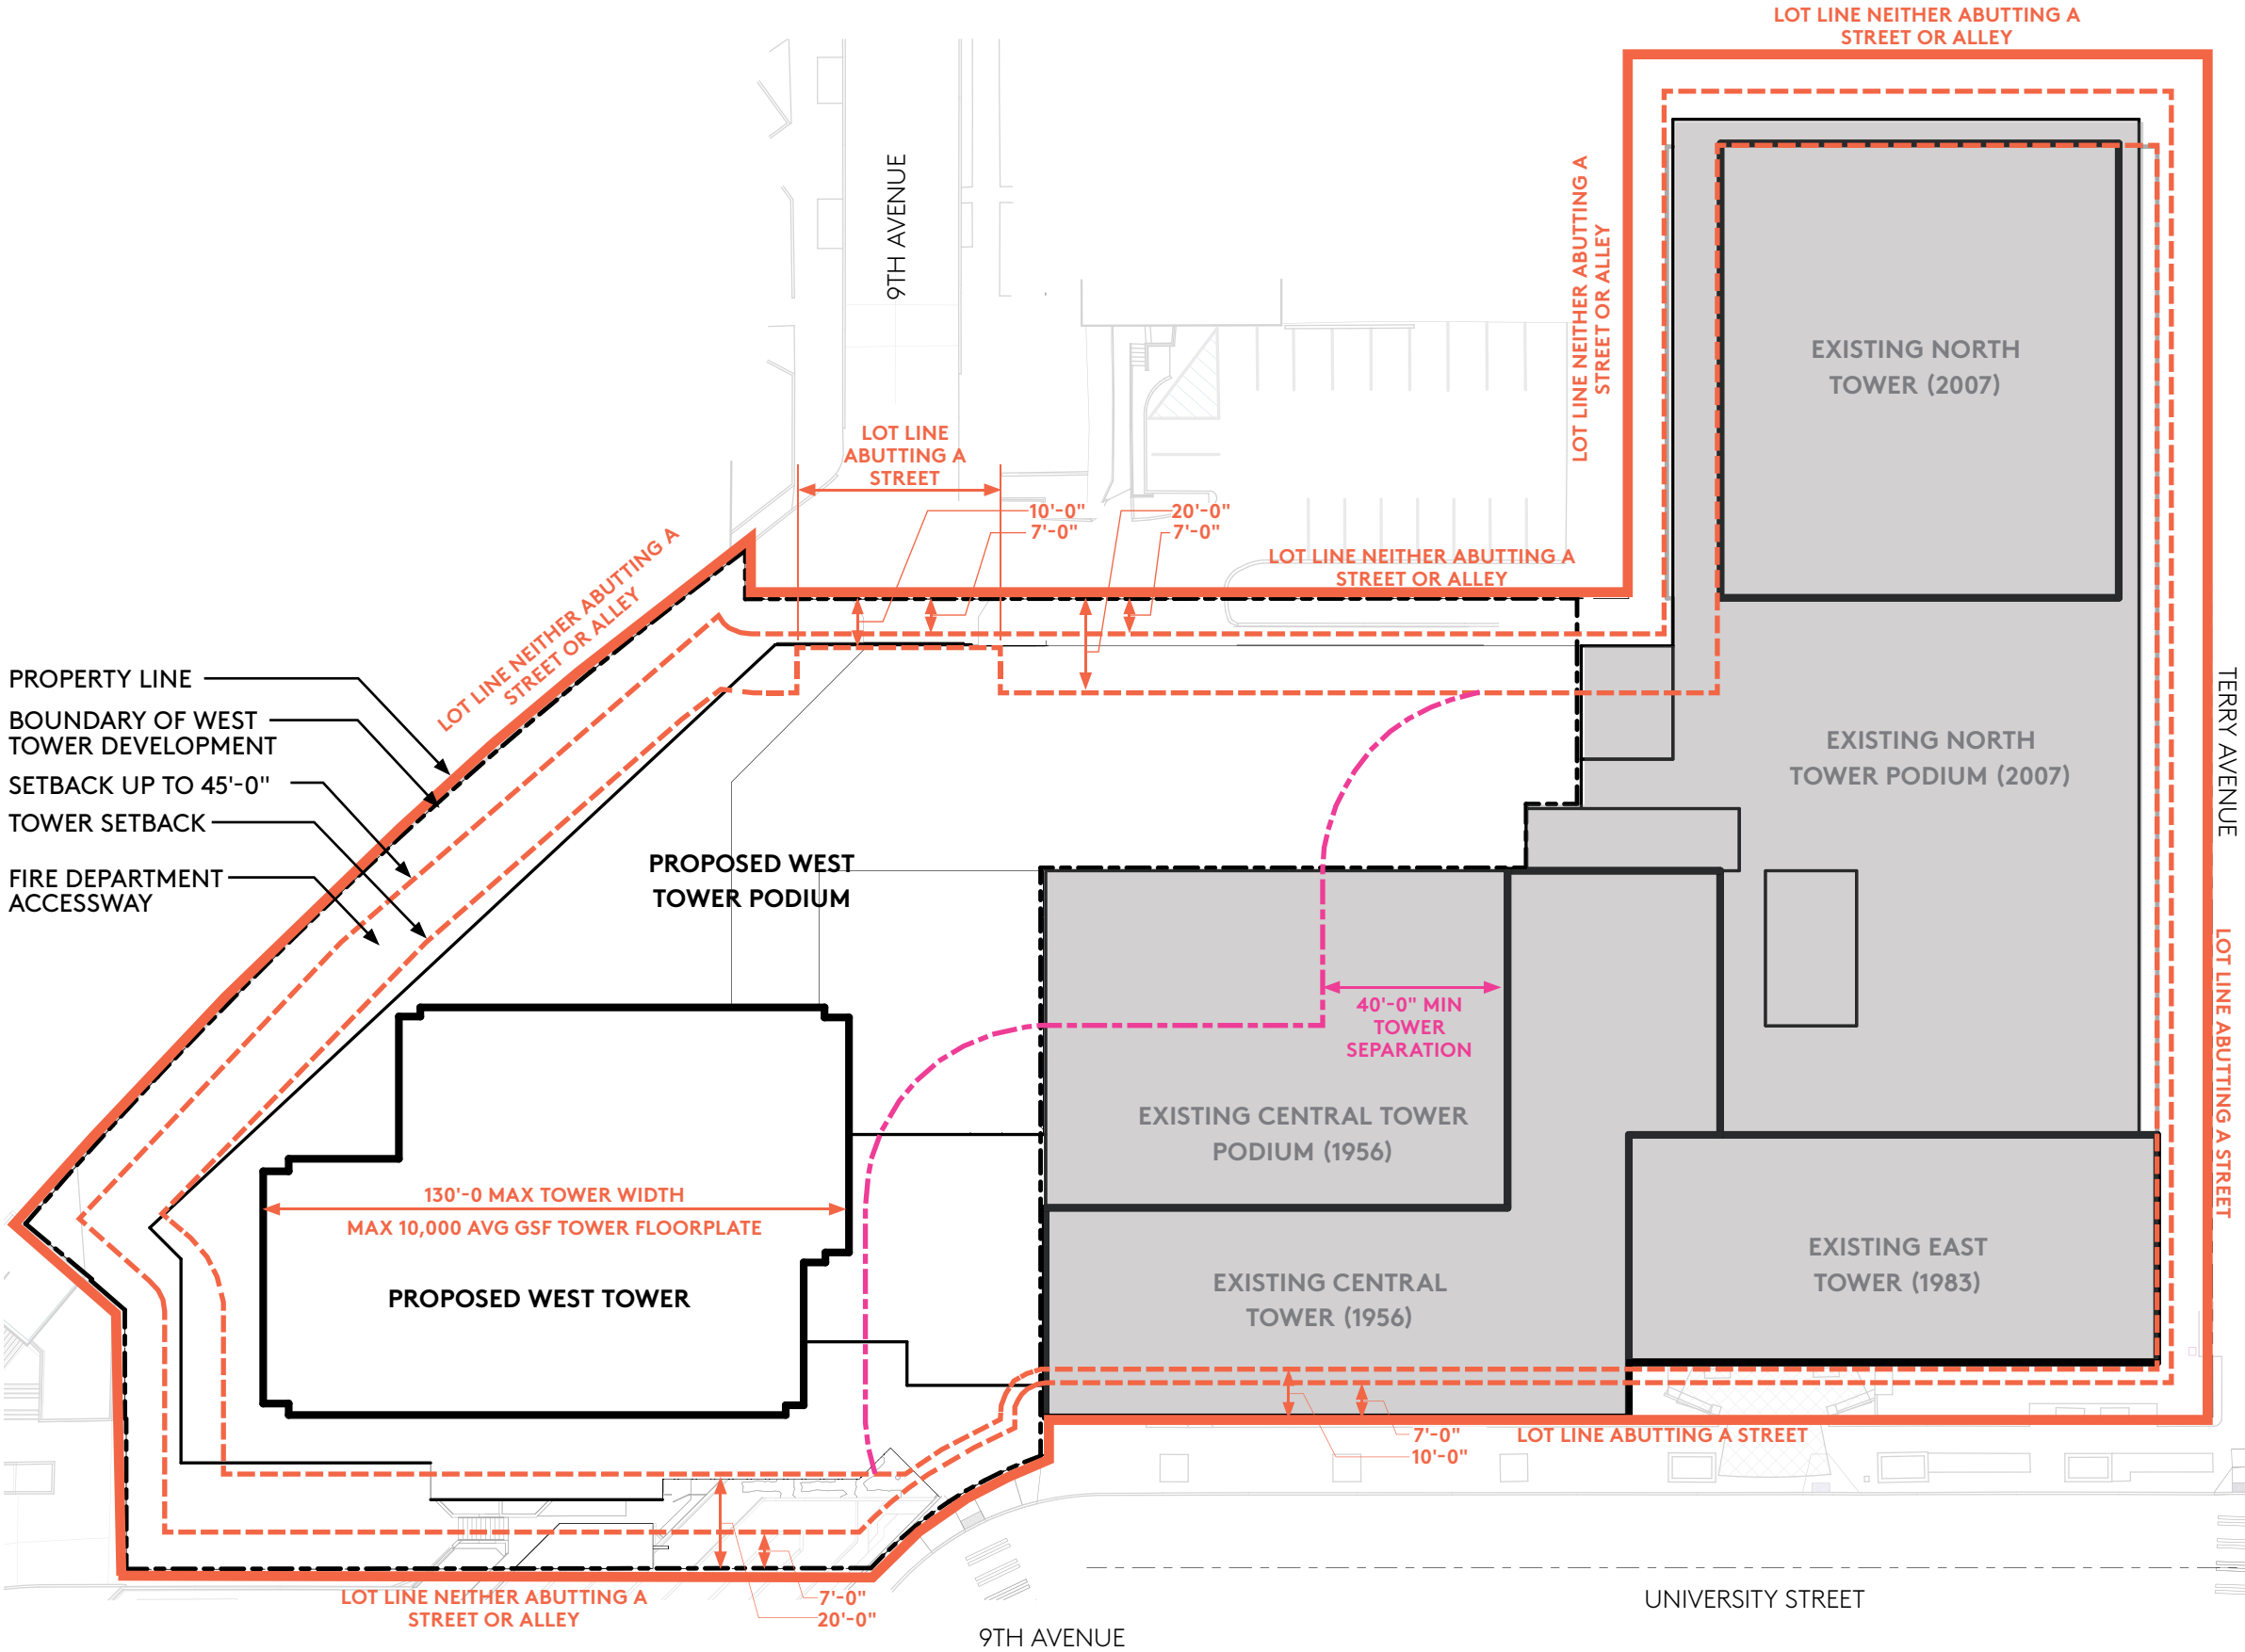 LOT LINE NEITHER ABUTTING A
STREET OR ALLEY
9TH AVENUE
LOT LINE NEITHER ABUTTING A
STREET OR ALLEY
EXISTING NORTH
TOWER (2007)
LOT LINE
ABUTTING A
STREET
10'-0"
7'-0"
20'-0"
7'-0"
LOT LINE NEITHER ABUTTING A
STREET OR ALLEY
LOT LINE NEITHER ABUTTING A
STREET OR ALLEY
PROPERTY LINE
BOUNDARY OF WEST
TOWER DEVELOPMENT
SETBACK UP TO 45'-0"
TOWER SETBACK
FIRE DEPARTMENT
ACCESSWAY
PROPOSED WEST
TOWER PODIUM
EXISTING NORTH
TOWER PODIUM (2007)
TERRY AVENUE
LOT LINE ABUTTING A STREET
40'-0" MIN
TOWER
SEPARATION
EXISTING CENTRAL TOWER
PODIUM (1956)
130'-0 MAX TOWER WIDTH
MAX 10,000 AVG GSF TOWER FLOORPLATE
PROPOSED WEST TOWER
EXISTING CENTRAL
TOWER (1956)
EXISTING EAST
TOWER (1983)
7'-0"
10'-0"
LOT LINE ABUTTING A STREET
LOT LINE NEITHER ABUTTING A
STREET OR ALLEY
7'-0"
20'-0"
UNIVERSITY STREET
9TH AVENUE